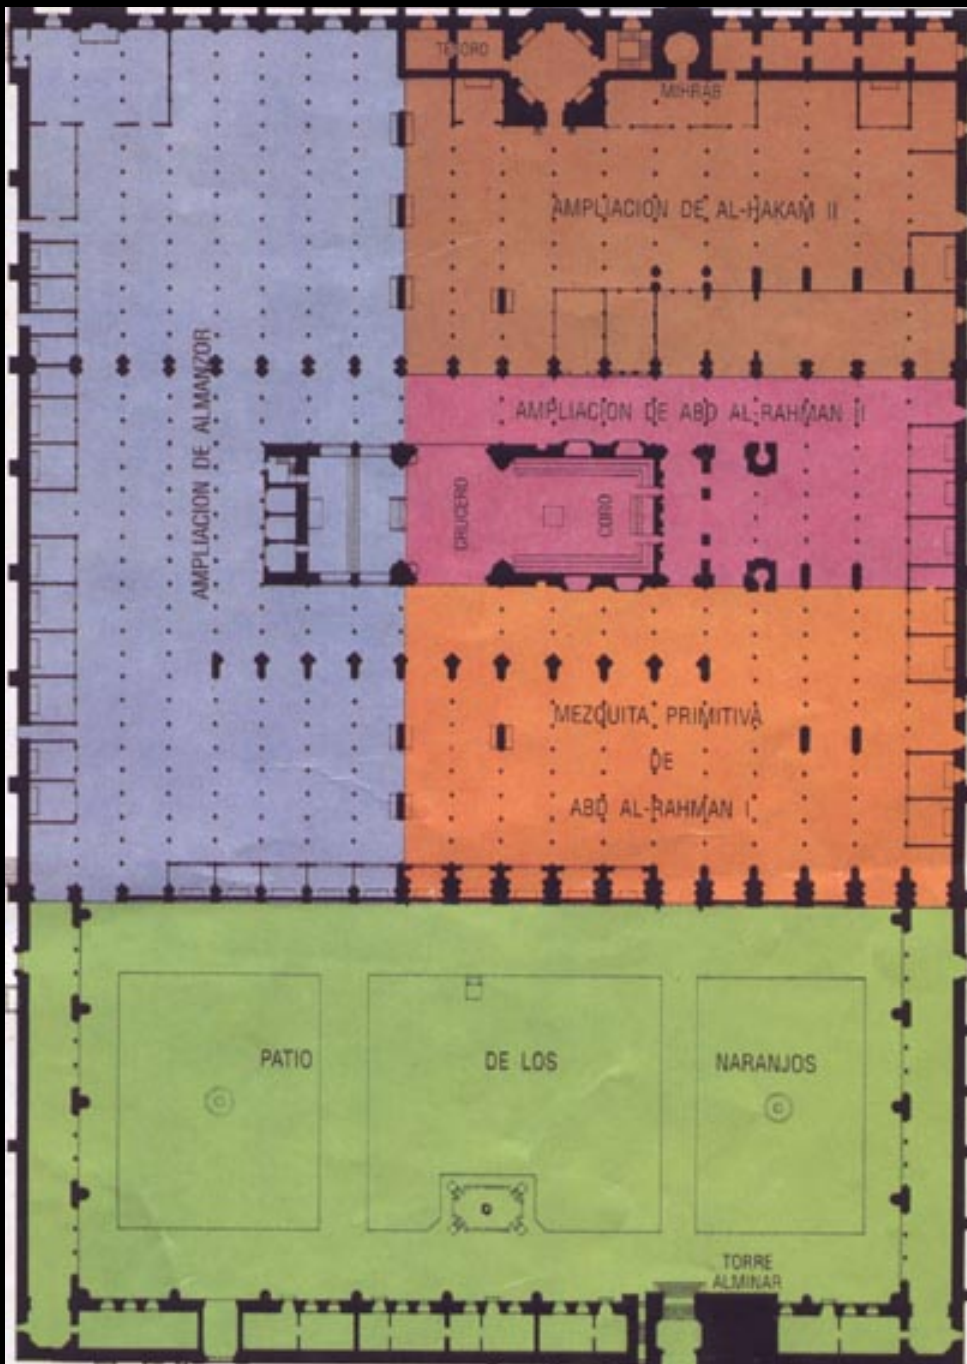 TESORO
MIHRAB
AMPLIACION DE AL-HAKAM II
AMPLIACION DE ALMANZOR
AMPLIACION DE ABD AL-RAHMAN II
CRUCERO
CORO
MEZQUITA PRIMITIVA
DE
ABD AL-RAHMAN I
PATIO DE LOS NARANJOS
TORRE
ALMINAR